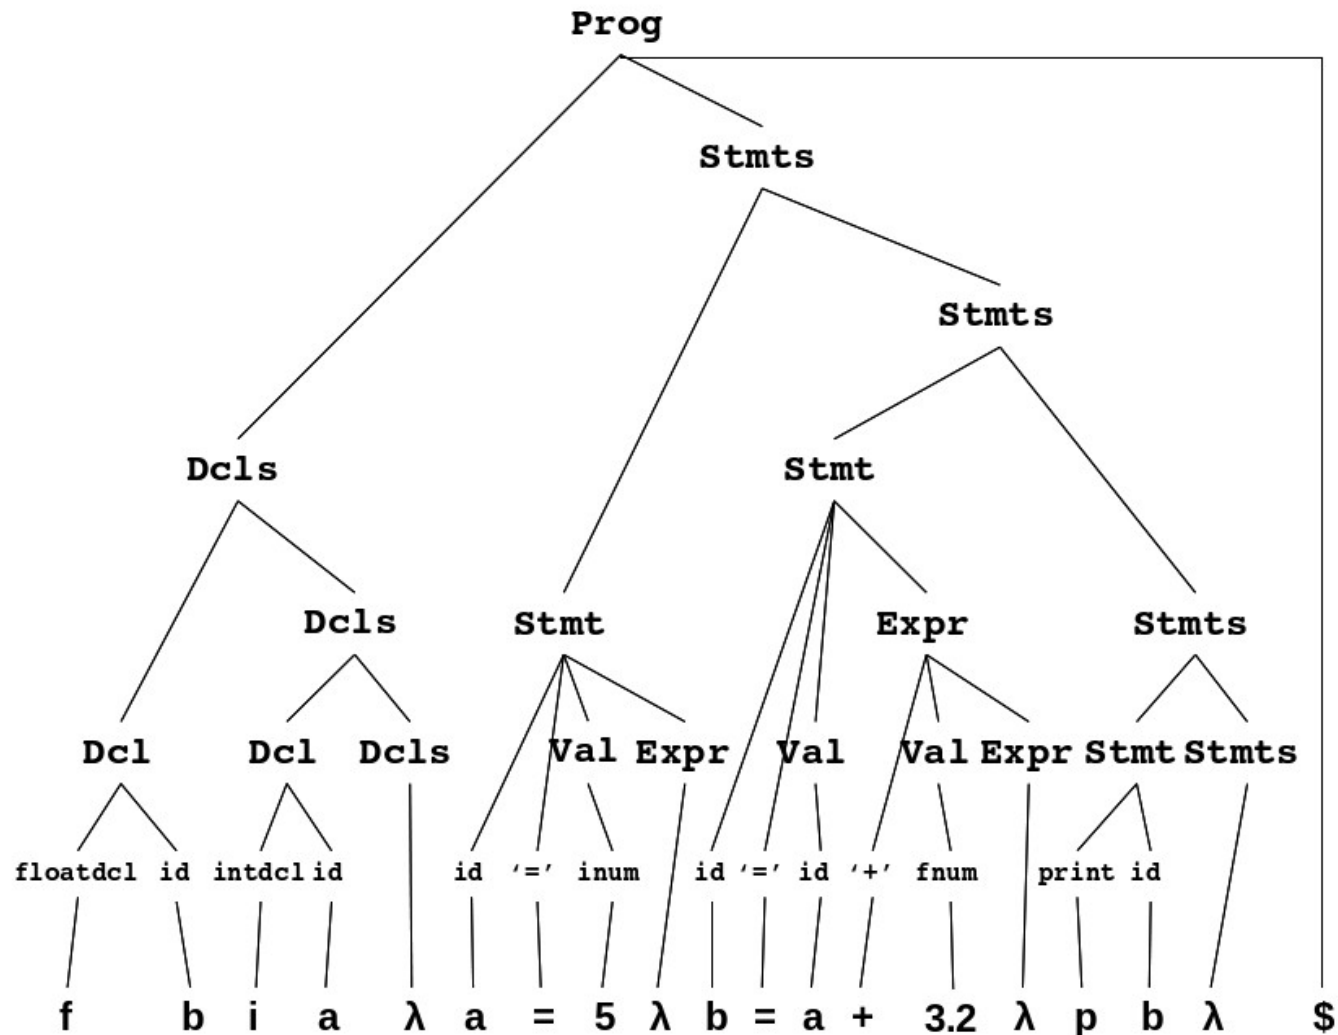 Prog
Stmts
Stmts
Dcls Stmt
Dcls Stmt Expr Stmts
Dcl Dcl Dcls Val Expr Val Val Expr Stmt Stmts
floatdcl id intdcl id id ‘=’ inum id ‘=’ id ‘+’ fnum print id
f b i a λ a = 5 λ b = a + 3.2 λ p b λ $